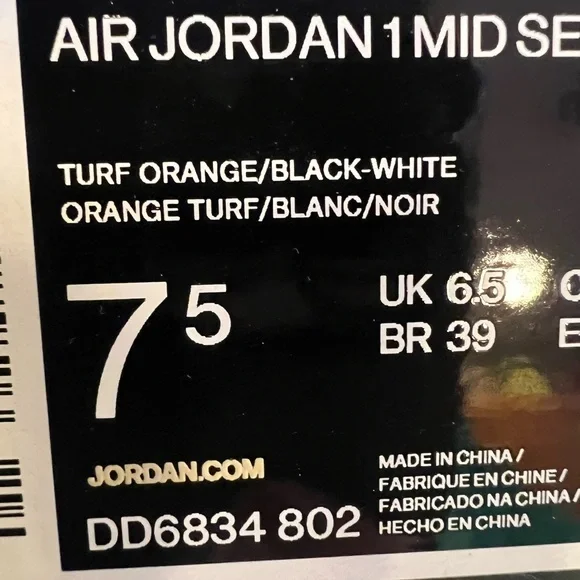 AIR JORDAN 1 MID SE
TURF ORANGE/BLACK-WHITE
ORANGE TURF/BLANC/NOIR
7 5
UK 6.5
BR 39
JORDAN.COM
DD6834 802
MADE IN CHINA /
FABRIQUE EN CHINE /
FABRICADO NA CHINA /
HECHO EN CHINA